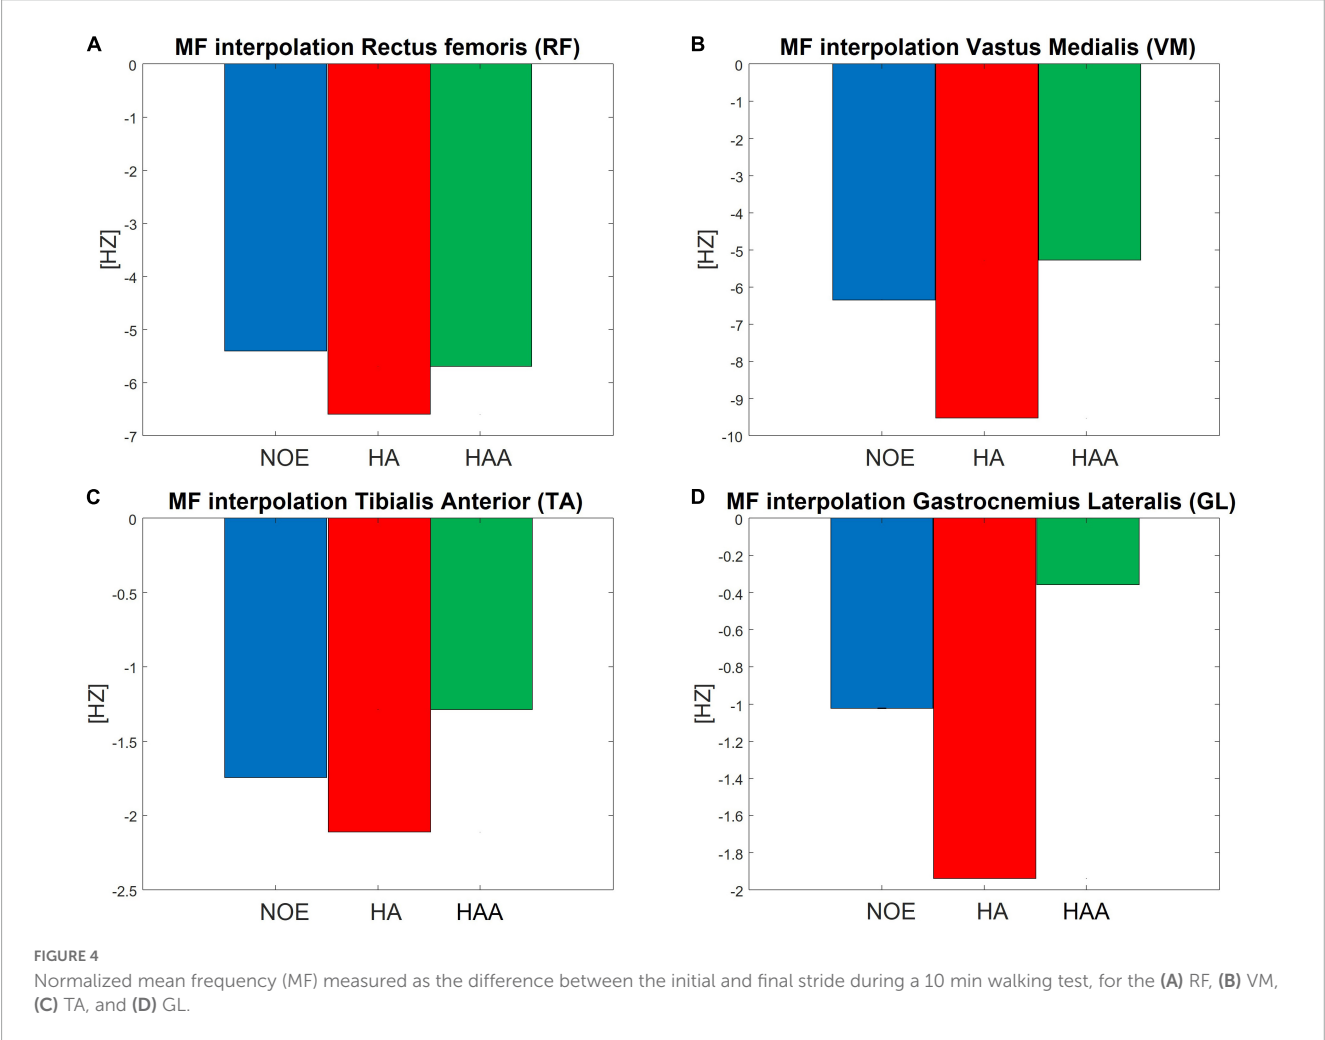 A
MF interpolation Rectus femoris (RF)
0
-1
-2
-3
-4
-5
-6
-7
[HZ]
NOE HA HAA
B
MF interpolation Vastus Medialis (VM)
0
-1
-2
-3
-4
-5
-6
-7
-8
-9
-10
[HZ]
NOE HA HAA
C
MF interpolation Tibialis Anterior (TA)
0
-0.5
-1
-1.5
-2
-2.5
[HZ]
NOE HA HAA
D
MF interpolation Gastrocnemius Lateralis (GL)
0
-0.2
-0.4
-0.6
-0.8
-1
-1.2
-1.4
-1.6
-1.8
-2
[HZ]
NOE HA HAA
FIGURE 4
Normalized mean frequency (MF) measured as the difference between the initial and final stride during a 10 min walking test, for the (A) RF, (B) VM,
(C) TA, and (D) GL.